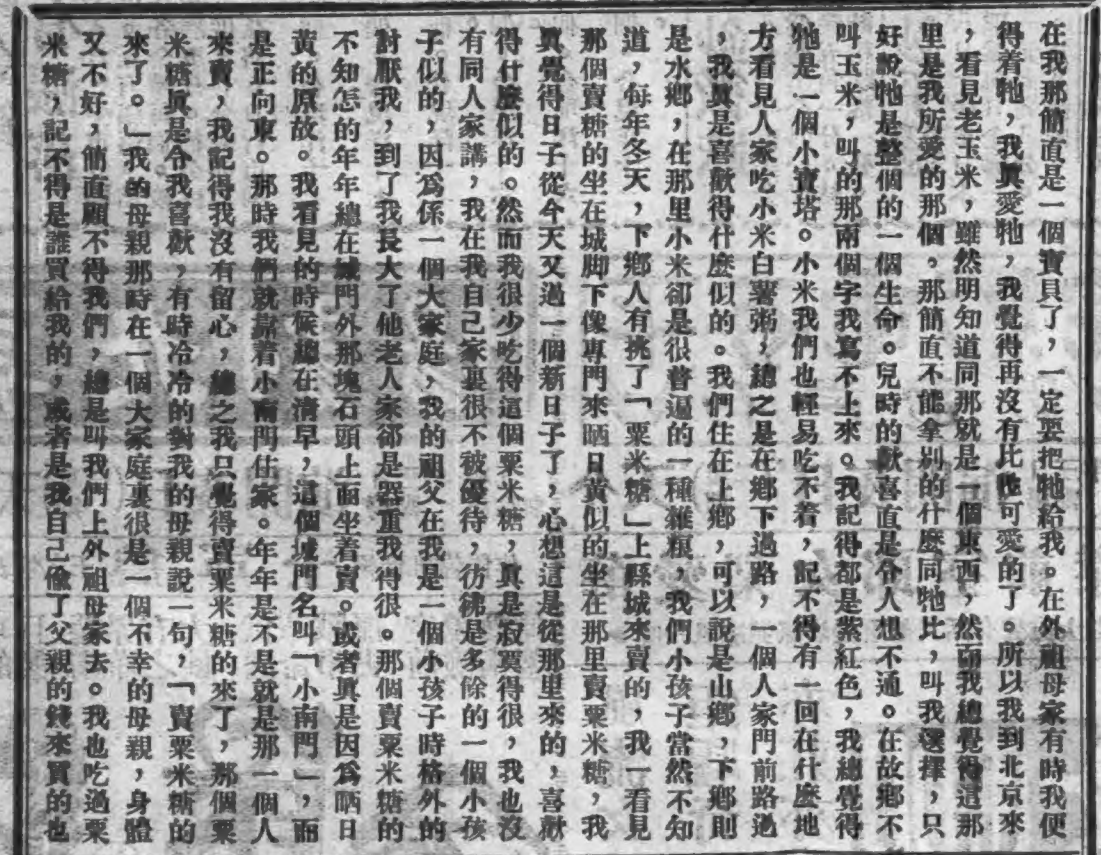 在我那簡直是一個寶貝了，一定要把牠給我。在外祖母家有時我便
得着牠，我眞愛牠，我覺得再沒有比牠可愛的了。所以我到北京來
，看見老玉米，雖然明知道同那就是一個東西，然而我總覺得這那
里是我所愛的那個。那簡直不能拿別的什麼同牠比，叫我選擇，只
好說牠是整個的一個生命。兒時的歡喜直是令人想不通。在故鄉不
叫玉米，叫的那兩個字我寫不上來。我記得都是紫紅色，我總覺得
牠是一個小寶塔。小米我們也輕易吃不着，記不得有一回在什麼地
方看見人家吃小米白薯粥，總之是在鄉下過路，一個人家門前路過
，我眞是喜歡得什麼似的。我們住在上鄉，可以說是山鄉，下鄉則
是水鄉，在那里小米卻是很普遍的一種雜糧，我們小孩子當然不知
道，每年冬天，下鄉人有挑了「粟米糖」上縣城來賣的，我一看見
那個賣糖的坐在城脚下像專門來晒日黃似的坐在那里賣粟米糖，我
眞覺得日子從今天又過一個新日子了，心想這是從那里來的，喜歡
得什麼似的。然而我很少吃得這個粟米糖，眞是寂寞得很，我也沒
有同人家講，我在我自己家裏很不被優待，彷彿是多餘的一個小孩
子似的，因爲係一個大家庭，我的祖父在我是一個小孩子時格外的
討厭我，到了我長大了他老人家卻是器重我得很。那個賣粟米糖的
不知怎的年年總在城門外那塊石頭上面坐着賣。或者眞是因爲晒日
黃的原故。我看見的時候總在清早，這個城門名叫「小南門」，而
是正向東。那時我們就靠着小南門住家。年年是不是就是那一個人
來賣，我記得我沒有留心，總之我只覺得賣粟米糖的來了，那個粟
米糖眞是令我喜歡，有時冷冷的對我的母親說一句，「賣粟米糖的
來了。」我的母親那時在一個大家庭裏很是一個不幸的母親，身體
又不好，簡直顧不得我們，總是叫我們上外祖母家去。我也吃過粟
米糖，記不得是誰買給我的，或者是我自己偷了父親的錢來買的也